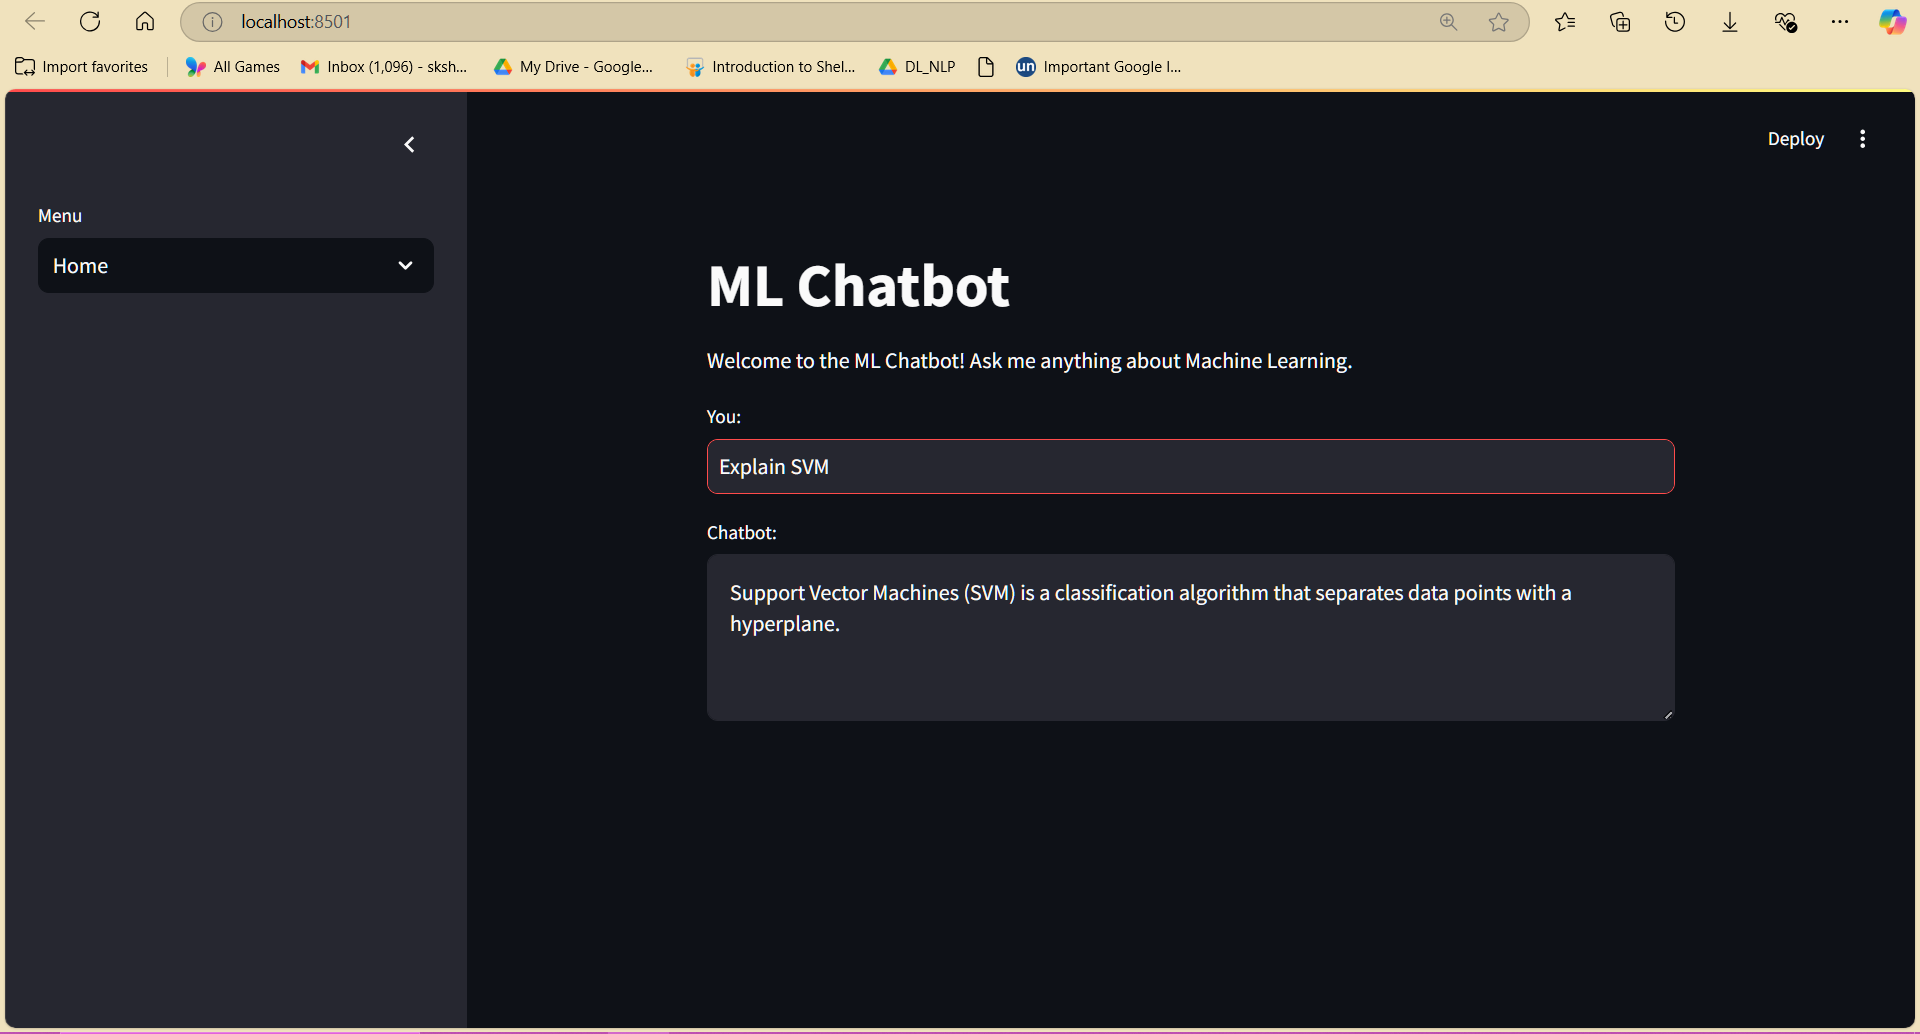 localhost:8501
Import favorites
All Games
Inbox (1,096) - sksh...
My Drive - Google...
Introduction to Shel...
DL_NLP
un
Important Google I...
Deploy
Menu
Home
ML Chatbot
Welcome to the ML Chatbot! Ask me anything about Machine Learning.
You:
Explain SVM
Chatbot:
Support Vector Machines (SVM) is a classification algorithm that separates data points with a
hyperplane.